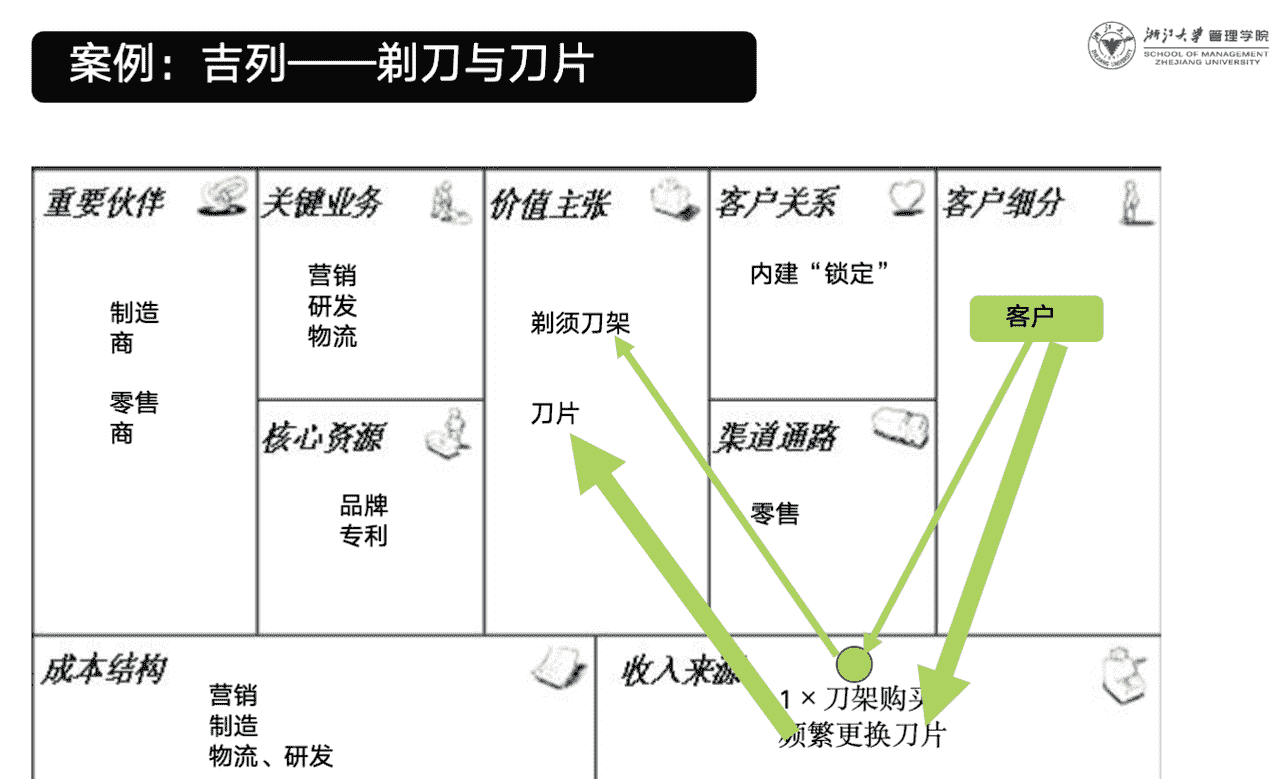 案例：吉列——剃刀与刀片
浙江大学 管理学院
SCHOOL OF MANAGEMENT
ZHEJIANG UNIVERSITY
重要伙伴
制造
商
零售
商
关键业务
营销
研发
物流
核心资源
品牌
专利
价值主张
剃须刀架
刀片
客户关系
内建“锁定”
渠道通路
零售
客户细分
客户
成本结构
营销
制造
物流、研发
收入来源
1 × 刀架购买
频繁更换刀片